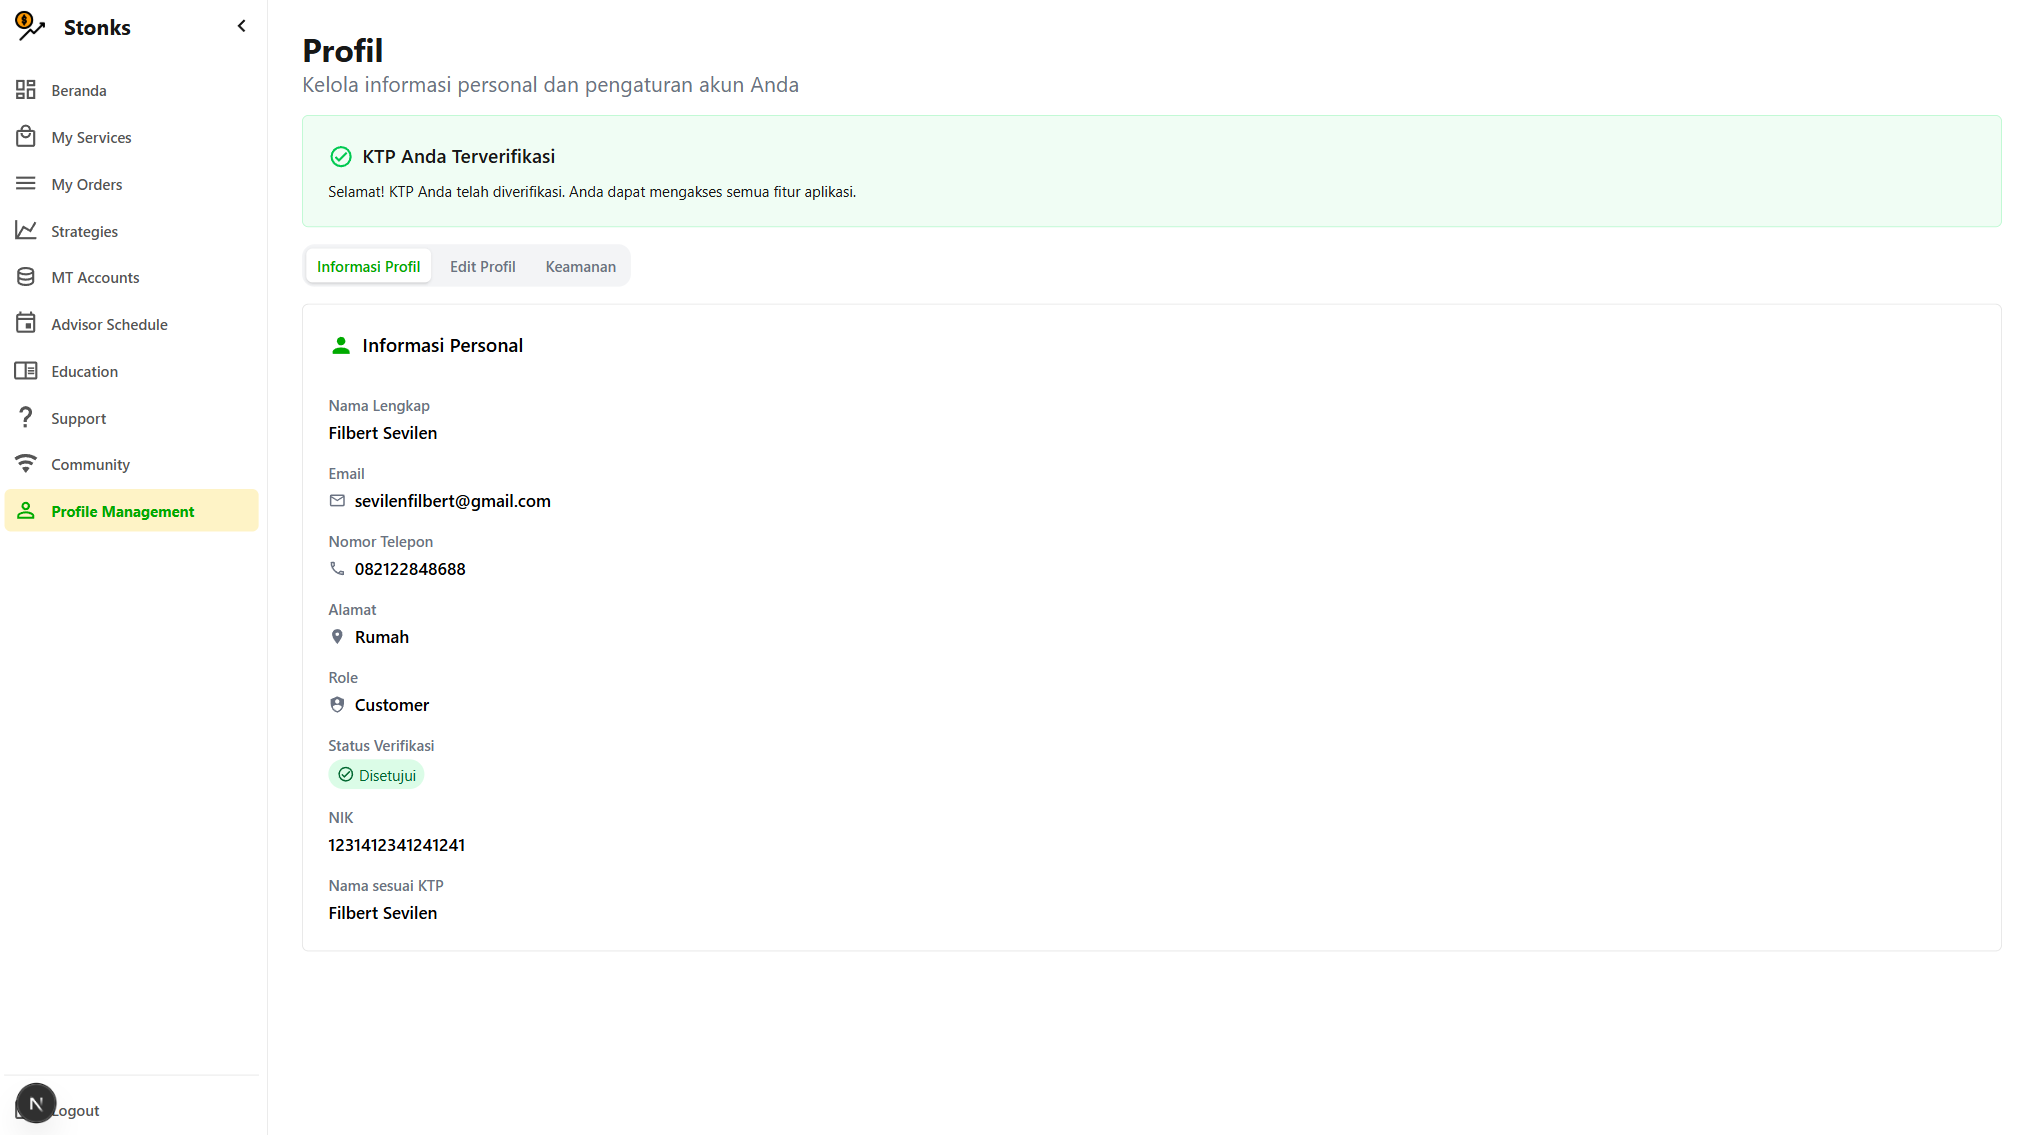 Stonks
Beranda
My Services
My Orders
Strategies
MT Accounts
Advisor Schedule
Education
Support
Community
Profile Management
N
Logout
Profil
Kelola informasi personal dan pengaturan akun Anda
KTP Anda Terverifikasi
Selamat! KTP Anda telah diverifikasi. Anda dapat mengakses semua fitur aplikasi.
Informasi Profil Edit Profil Keamanan
Informasi Personal
Nama Lengkap
Filbert Sevilen
Email
sevilenfilbert@gmail.com
Nomor Telepon
082122848688
Alamat
Rumah
Role
Customer
Status Verifikasi
Disetujui
NIK
1231412341241241
Nama sesuai KTP
Filbert Sevilen